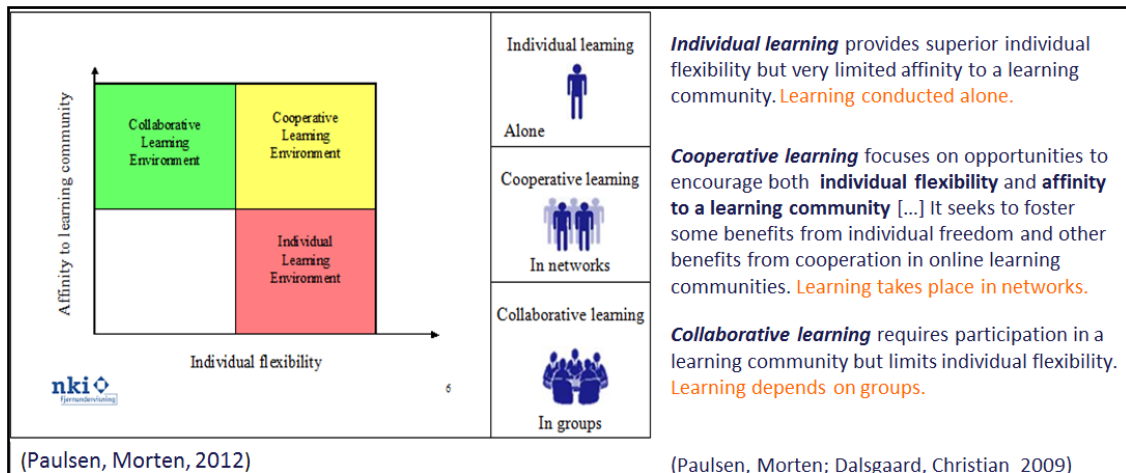 Affinity to learning community
Collaborative
Learning
Environment
Cooperative
Learning
Environment
Individual
Learning
Environment
Individual flexibility
nki
fjernundervisning
6
Individual learning
Alone
Cooperative learning
In networks
Collaborative learning
In groups
(Paulsen, Morten, 2012)
Individual learning provides superior individual
flexibility but very limited affinity to a learning
community. Learning conducted alone.
Cooperative learning focuses on opportunities to
encourage both individual flexibility and affinity
to a learning community [...] It seeks to foster
some benefits from individual freedom and other
benefits from cooperation in online learning
communities. Learning takes place in networks.
Collaborative learning requires participation in a
learning community but limits individual flexibility.
Learning depends on groups.
(Paulsen, Morten; Dalsgaard, Christian 2009)